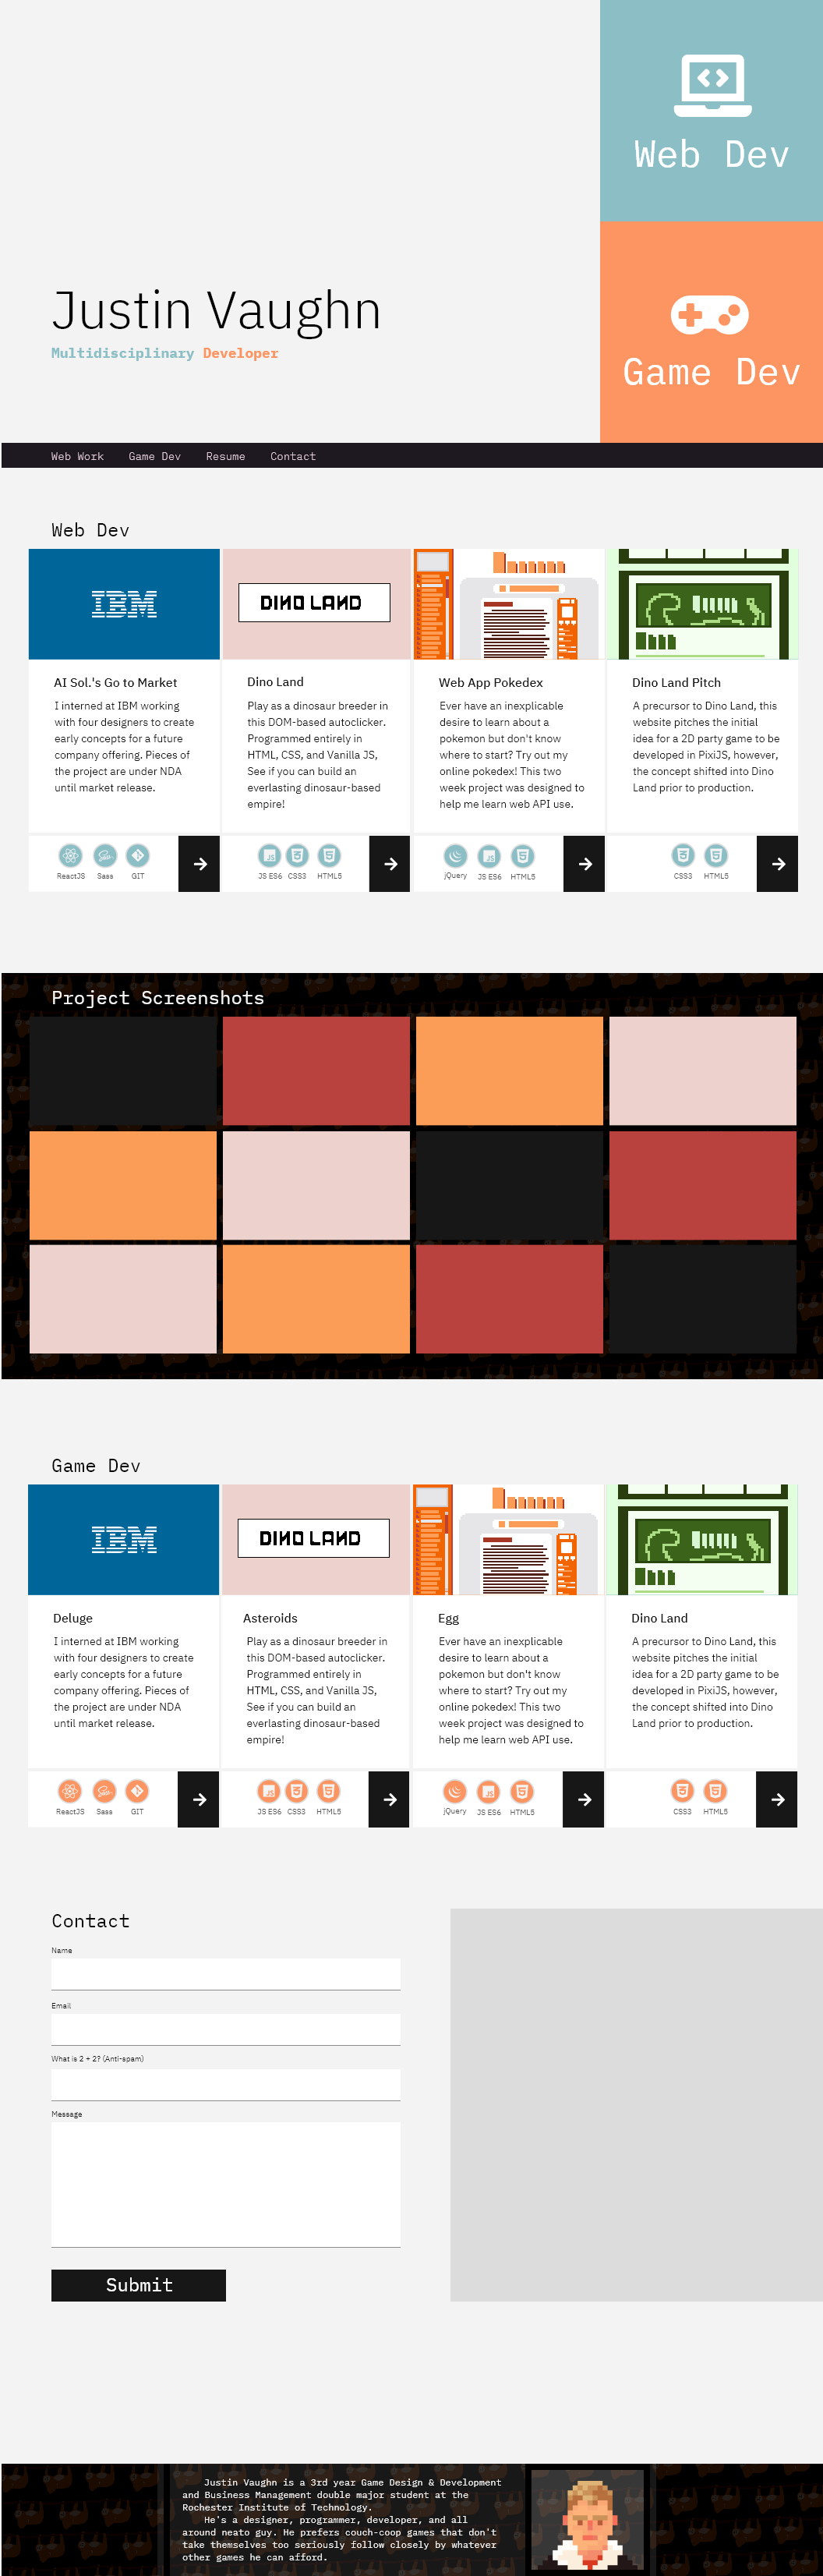 Web Dev
Game Dev
Justin Vaughn
Multidisciplinary Developer
Web Work Game Dev Resume Contact
Web Dev
IBM
DINO LAND
AI Sol.'s Go to Market
I interned at IBM working
with four designers to create
early concepts for a future
company offering. Pieces of
the project are under NDA
until market release.
ReactJS Sass GIT
Dino Land
Play as a dinosaur breeder in
this DOM-based autoclicker.
Programmed entirely in
HTML, CSS, and Vanilla JS,
See if you can build an
everlasting dinosaur-based
empire!
JS ES6 CSS3 HTML5
Web App Pokedex
Ever have an inexplicable
desire to learn about a
pokemon but don't know
where to start? Try out my
online pokedex! This two
week project was designed to
help me learn web API use.
jQuery JS ES6 HTML5
Dino Land Pitch
A precursor to Dino Land, this
website pitches the initial
idea for a 2D party game to be
developed in PixiJS, however,
the concept shifted into Dino
Land prior to production.
CSS3 HTML5
Project Screenshots
Game Dev
IBM
DINO LAND
Deluge
I interned at IBM working
with four designers to create
early concepts for a future
company offering. Pieces of
the project are under NDA
until market release.
ReactJS Sass GIT
Asteroids
Play as a dinosaur breeder in
this DOM-based autoclicker.
Programmed entirely in
HTML, CSS, and Vanilla JS,
See if you can build an
everlasting dinosaur-based
empire!
JS ES6 CSS3 HTML5
Egg
Ever have an inexplicable
desire to learn about a
pokemon but don't know
where to start? Try out my
online pokedex! This two
week project was designed to
help me learn web API use.
jQuery JS ES6 HTML5
Dino Land
A precursor to Dino Land, this
website pitches the initial
idea for a 2D party game to be
developed in PixiJS, however,
the concept shifted into Dino
Land prior to production.
CSS3 HTML5
Contact
Name
Email
What is 2 + 2? (Anti-spam)
Message
Submit
Justin Vaughn is a 3rd year Game Design & Development
and Business Management double major student at the
Rochester Institute of Technology.
He's a designer, programmer, developer, and all
around neato guy. He prefers couch-coop games that don't
take themselves too seriously follow closely by whatever
other games he can afford.